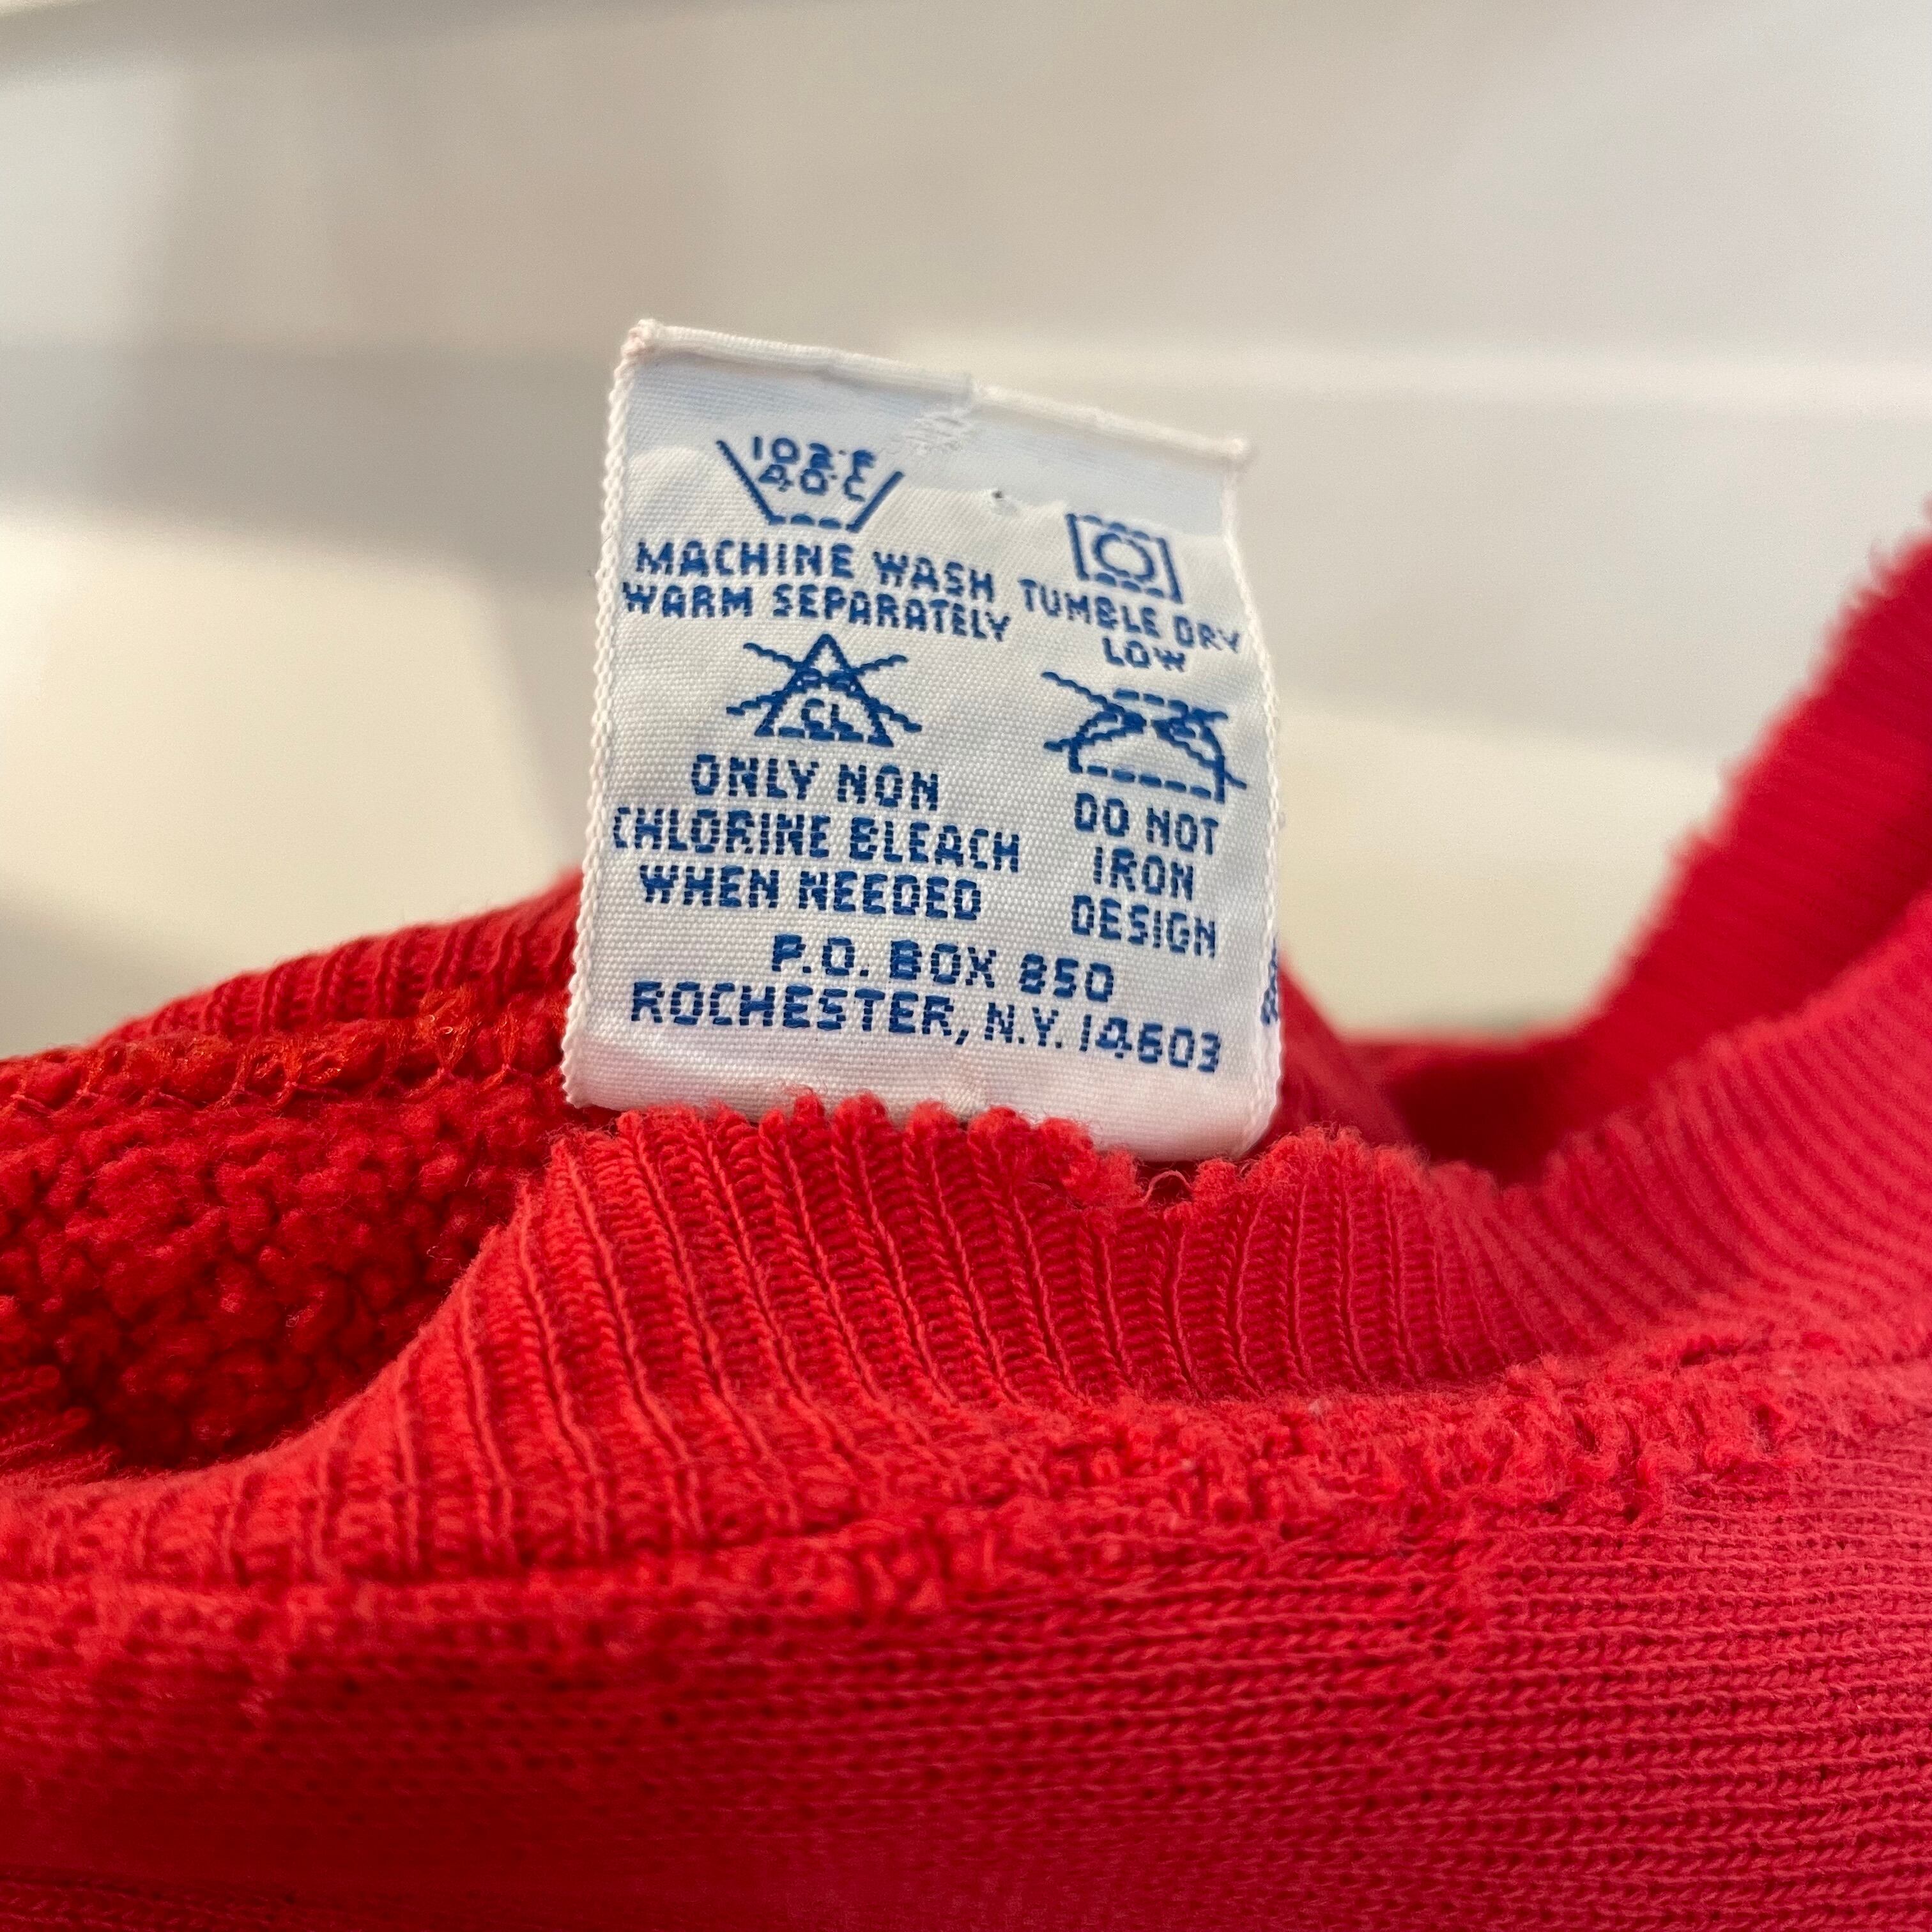 102°F
40°C
MACHINE WASH
WARM SEPARATELY
TUMBLE DRY
LOW
CL
ONLY NON
CHLORINE BLEACH
WHEN NEEDED
DO NOT
IRON
DESIGN
P.O. BOX 850
ROCHESTER, N.Y. 14603